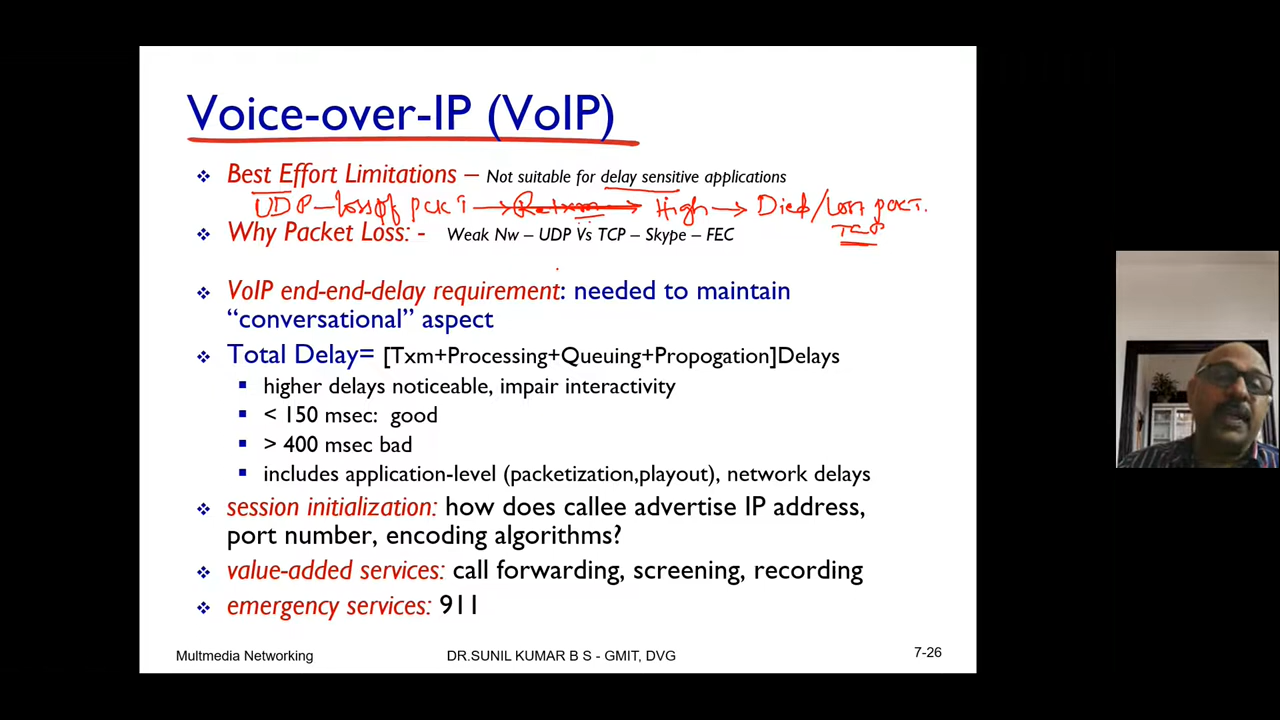 Voice-over-IP (VoIP)
❖ Best Effort Limitations – Not suitable for delay sensitive applications
UDP – loss of pckt → Retxm → High → Died/Lost pckt.
❖ Why Packet Loss: - Weak Nw – UDP Vs TCP – Skype – FEC
TCP
❖ VoIP end-end-delay requirement: needed to maintain
“conversational” aspect
❖ Total Delay= [Txm+Processing+Queuing+Propogation]Delays
▪ higher delays noticeable, impair interactivity
▪ < 150 msec: good
▪ > 400 msec bad
▪ includes application-level (packetization,playout), network delays
❖ session initialization: how does callee advertise IP address,
port number, encoding algorithms?
❖ value-added services: call forwarding, screening, recording
❖ emergency services: 911
Multmedia Networking DR.SUNIL KUMAR B S - GMIT, DVG 7-26